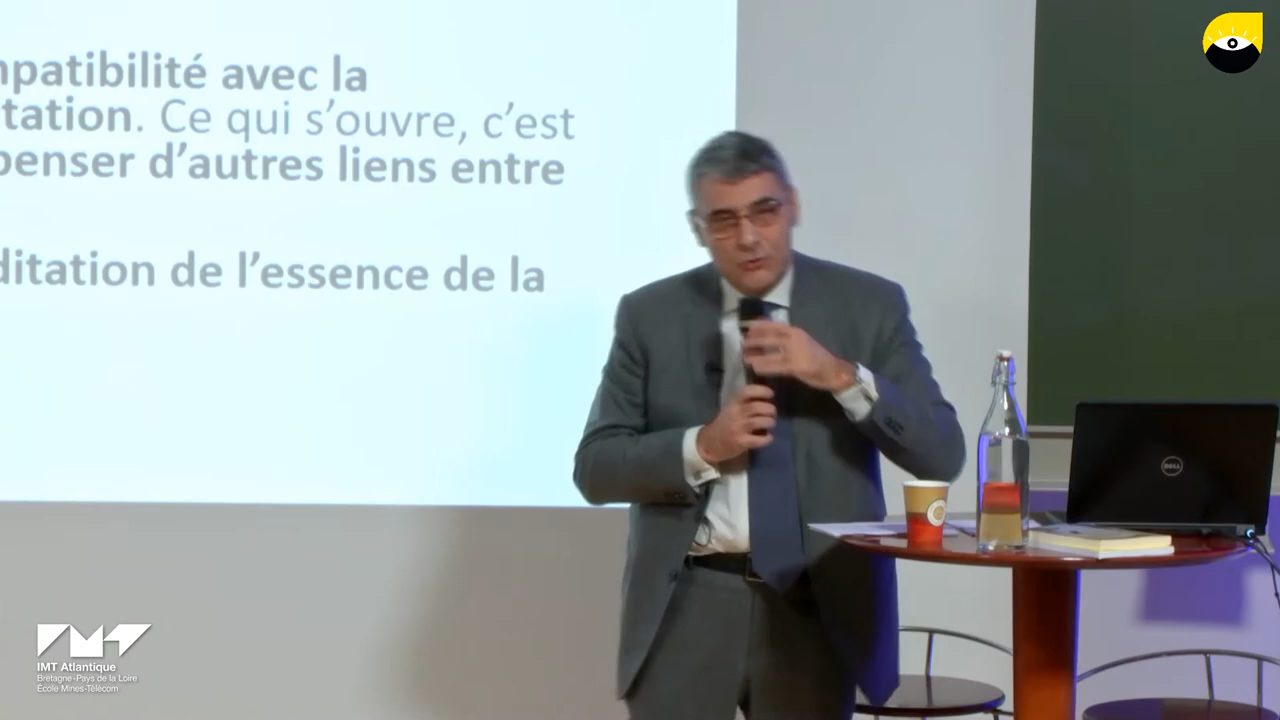 mpatibilité avec la
tation. Ce qui s'ouvre, c'est
penser d'autres liens entre
ditation de l'essence de la
DELL
IMT Atlantique
Bretagne-Pays de la Loire
École Mines-Télécom